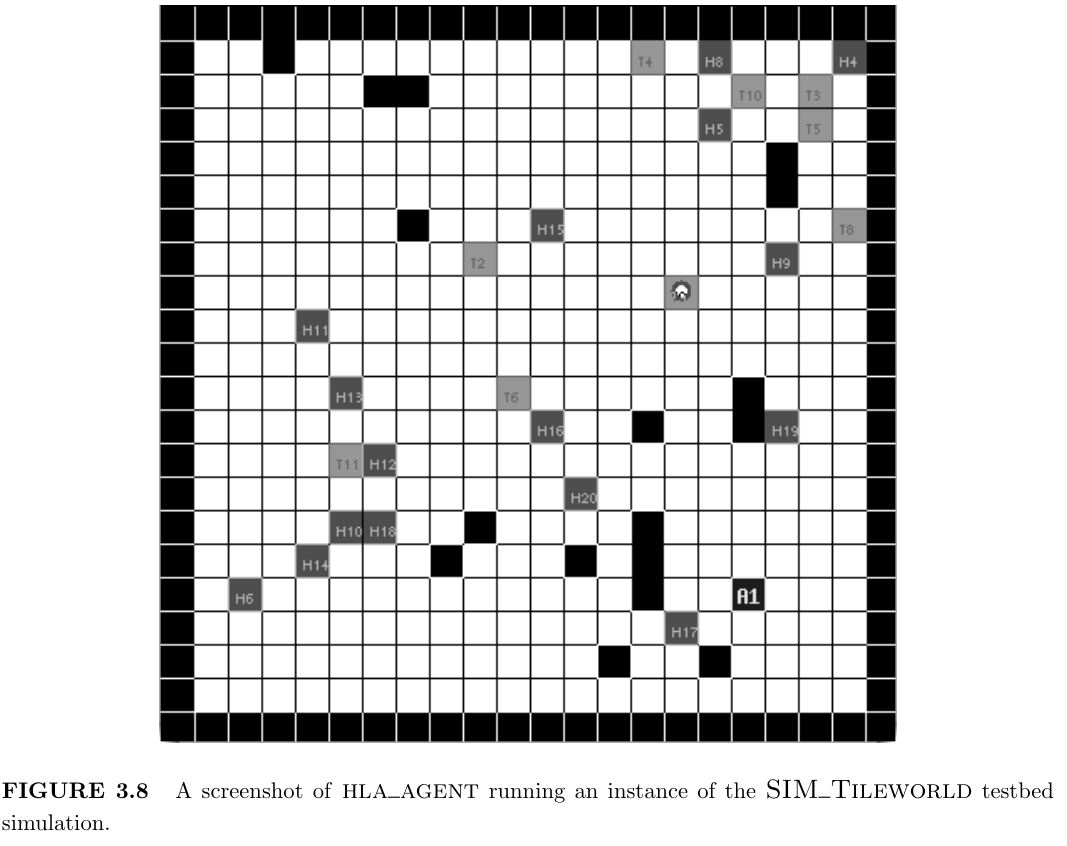 T4 H8 H4
T10 T3
H5 T5
H15 T8
T2 H9
H11
H13 T6
H16 H19
T11 H12
H20
H10 H18
H14
H6 A1
H17
FIGURE 3.8 A screenshot of HLA_AGENT running an instance of the SIM_TILEWORLD testbed
simulation.